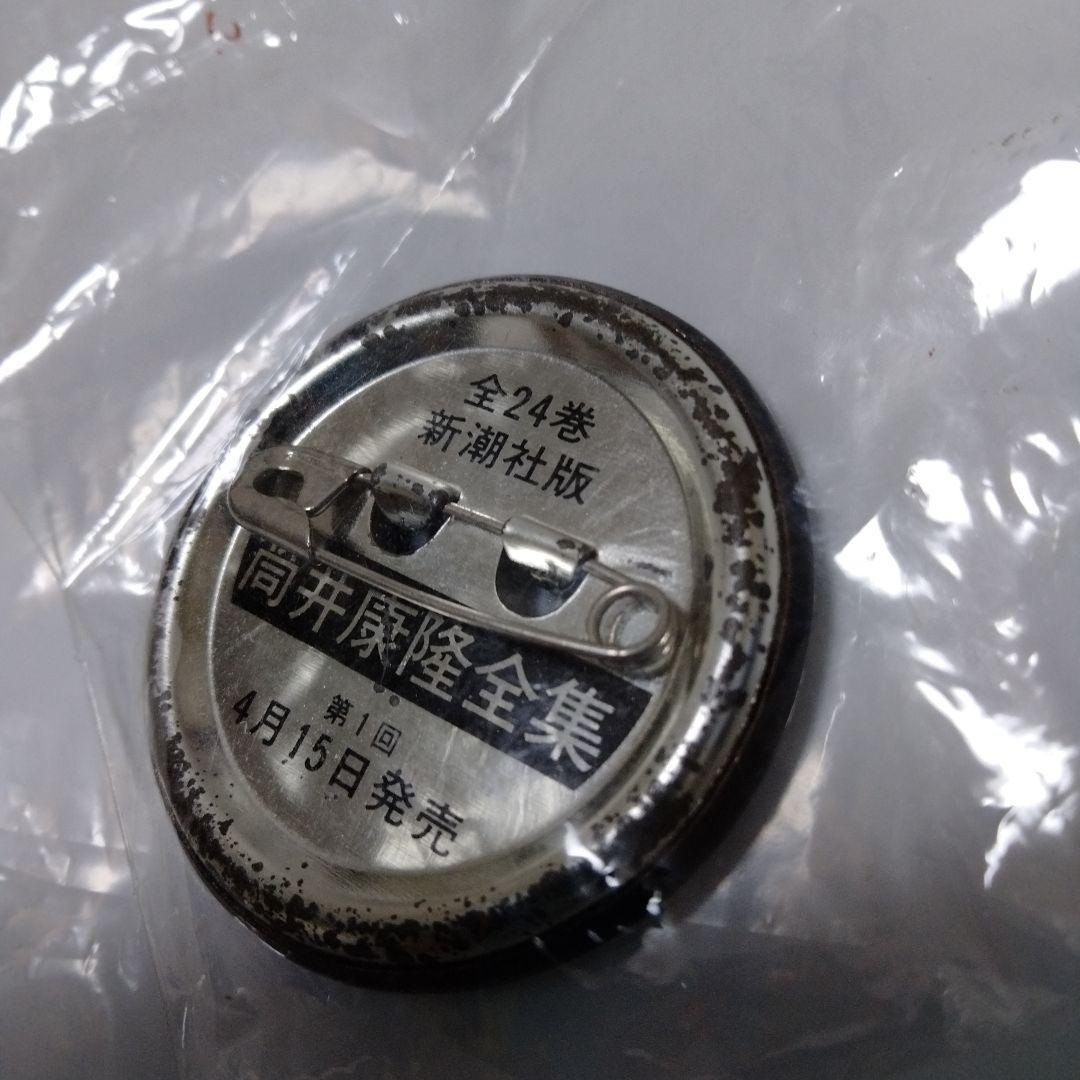 全24巻
新潮社版
筒井康隆全集
第1回
4月15日発売